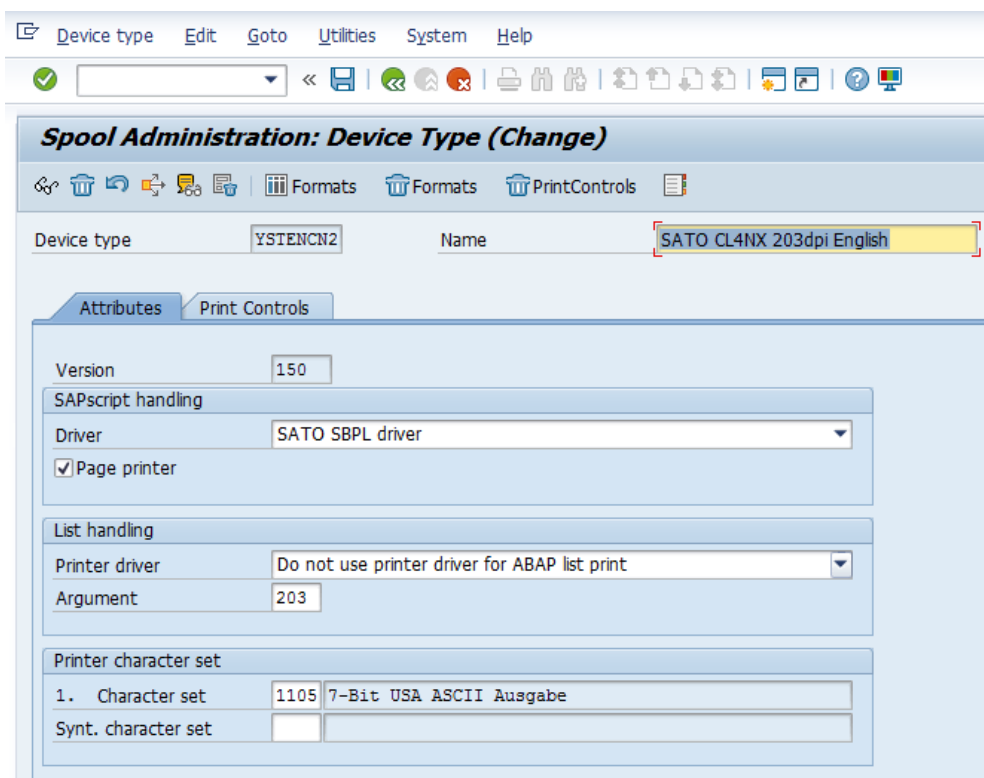 Device type Edit Goto Utilities System Help
Spool Administration: Device Type (Change)
Formats Formats PrintControls
Device type YSTENCN2 Name SATO CL4NX 203dpi English
Attributes Print Controls
Version 150
SAPscript handling
Driver SATO SBPL driver
Page printer
List handling
Printer driver Do not use printer driver for ABAP list print
Argument 203
Printer character set
1. Character set 1105 7-Bit USA ASCII Ausgabe
Synt. character set